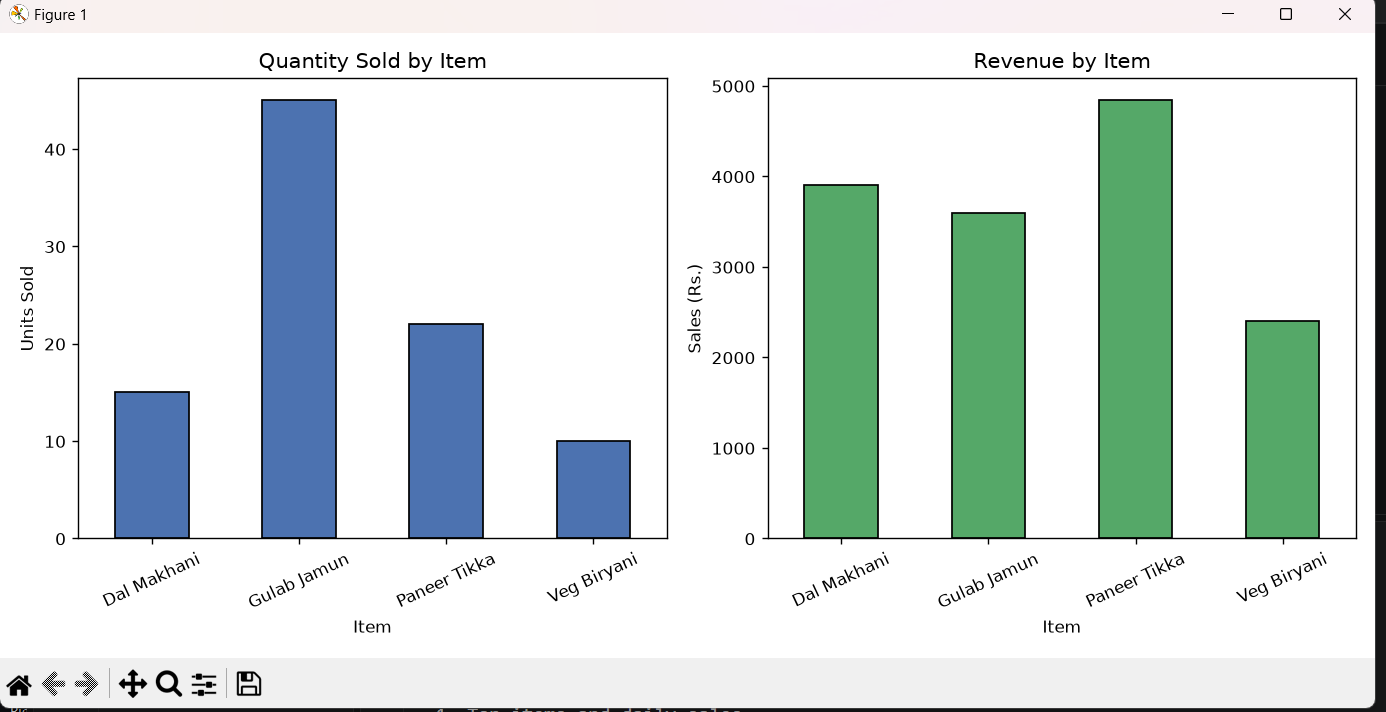 Figure 1
Quantity Sold by Item
Units Sold
40
30
20
10
0
Dal Makhani
Gulab Jamun
Paneer Tikka
Veg Biryani
Item
Revenue by Item
Sales (Rs.)
5000
4000
3000
2000
1000
0
Dal Makhani
Gulab Jamun
Paneer Tikka
Veg Biryani
Item